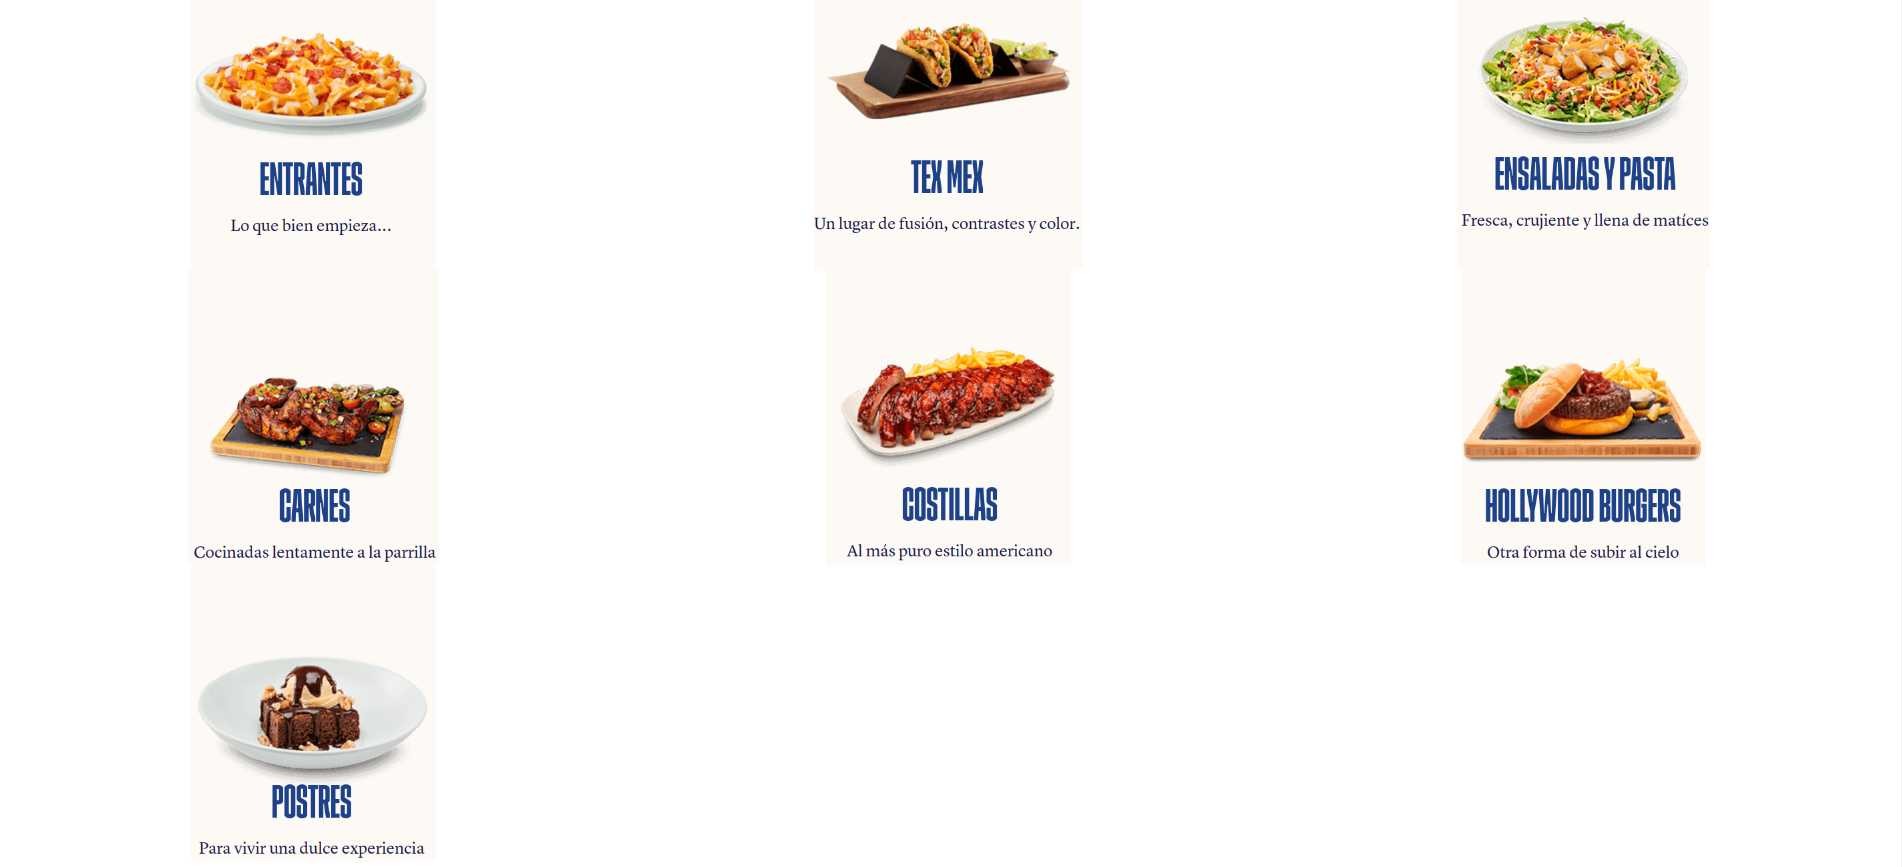 ENTRANTES
Lo que bien empieza...
TEX MEX
Un lugar de fusión, contrastes y color.
ENSALADAS Y PASTA
Fresca, crujiente y llena de matíces
CARNES
Cocinadas lentamente a la parrilla
COSTILLAS
Al más puro estilo americano
HOLLYWOOD BURGERS
Otra forma de subir al cielo
POSTRES
Para vivir una dulce experiencia